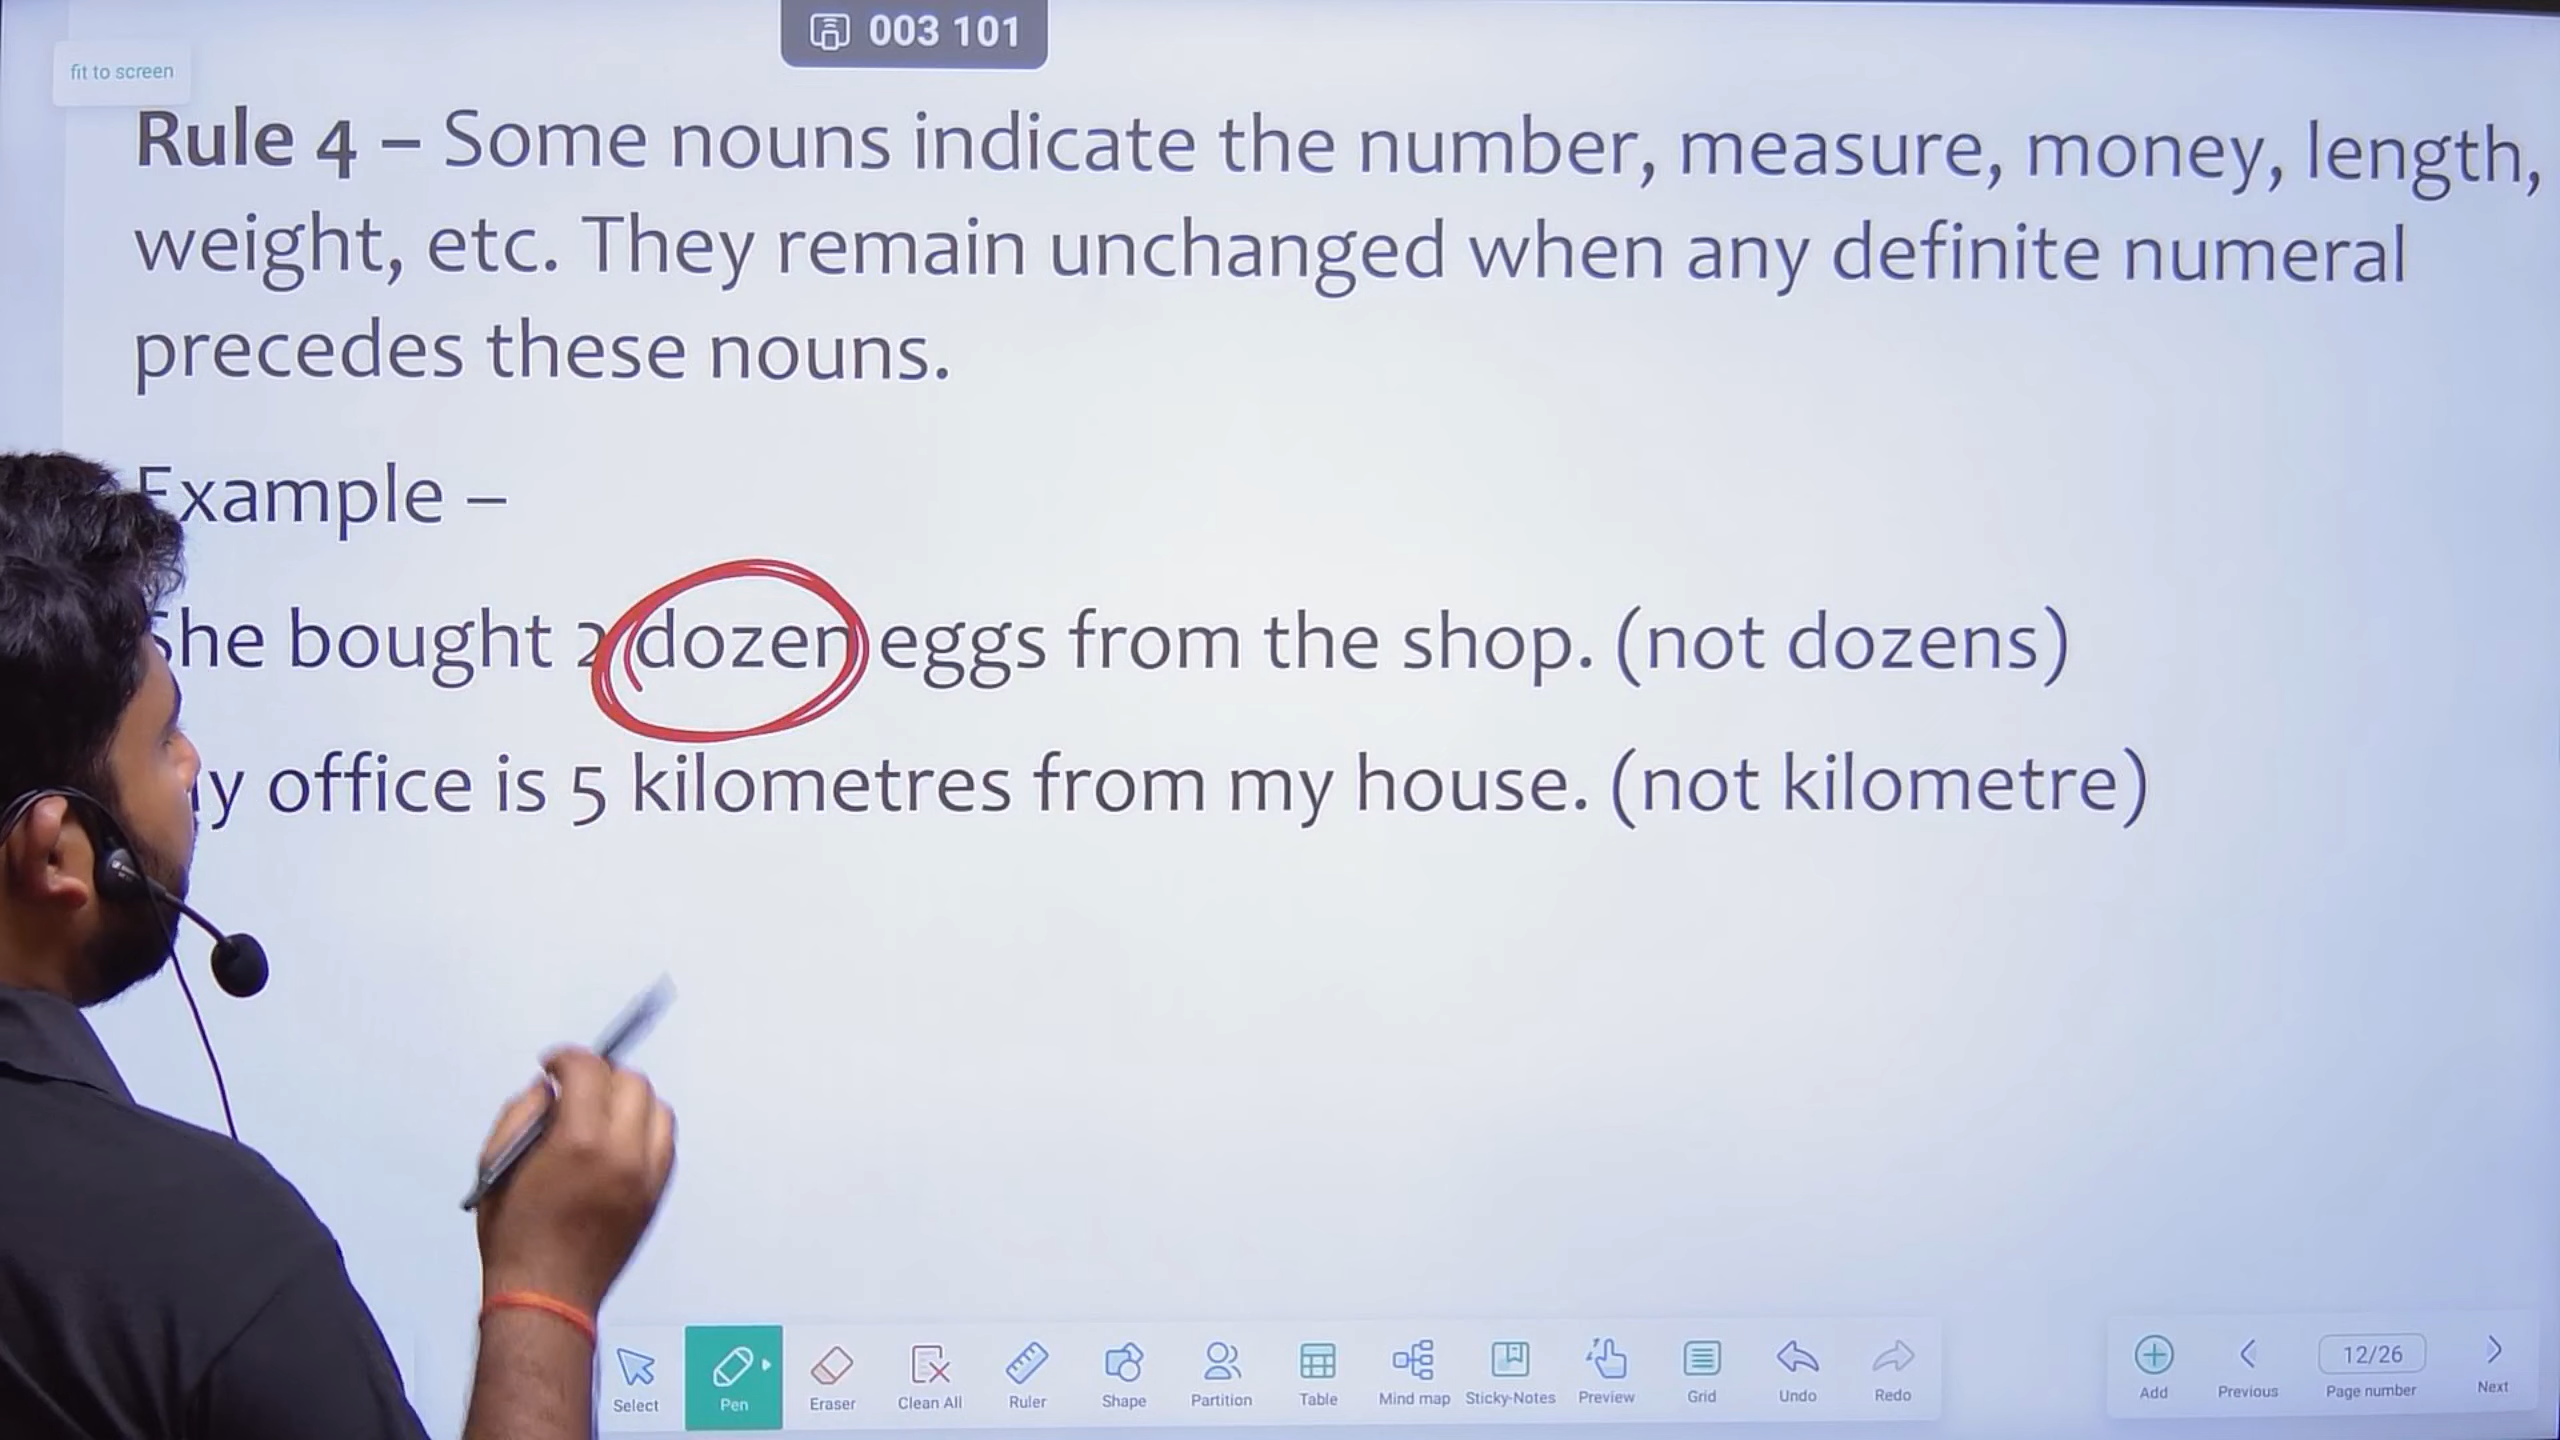 003 101
fit to screen
Rule 4 – Some nouns indicate the number, measure, money, length,
weight, etc. They remain unchanged when any definite numeral
precedes these nouns.
Example –
She bought 2 dozen eggs from the shop. (not dozens)
My office is 5 kilometres from my house. (not kilometre)
Select Pen Eraser Clean All Ruler Shape Partition Table Mind map Sticky-Notes Preview Grid Undo Redo Add Previous 12/26 Page number Next